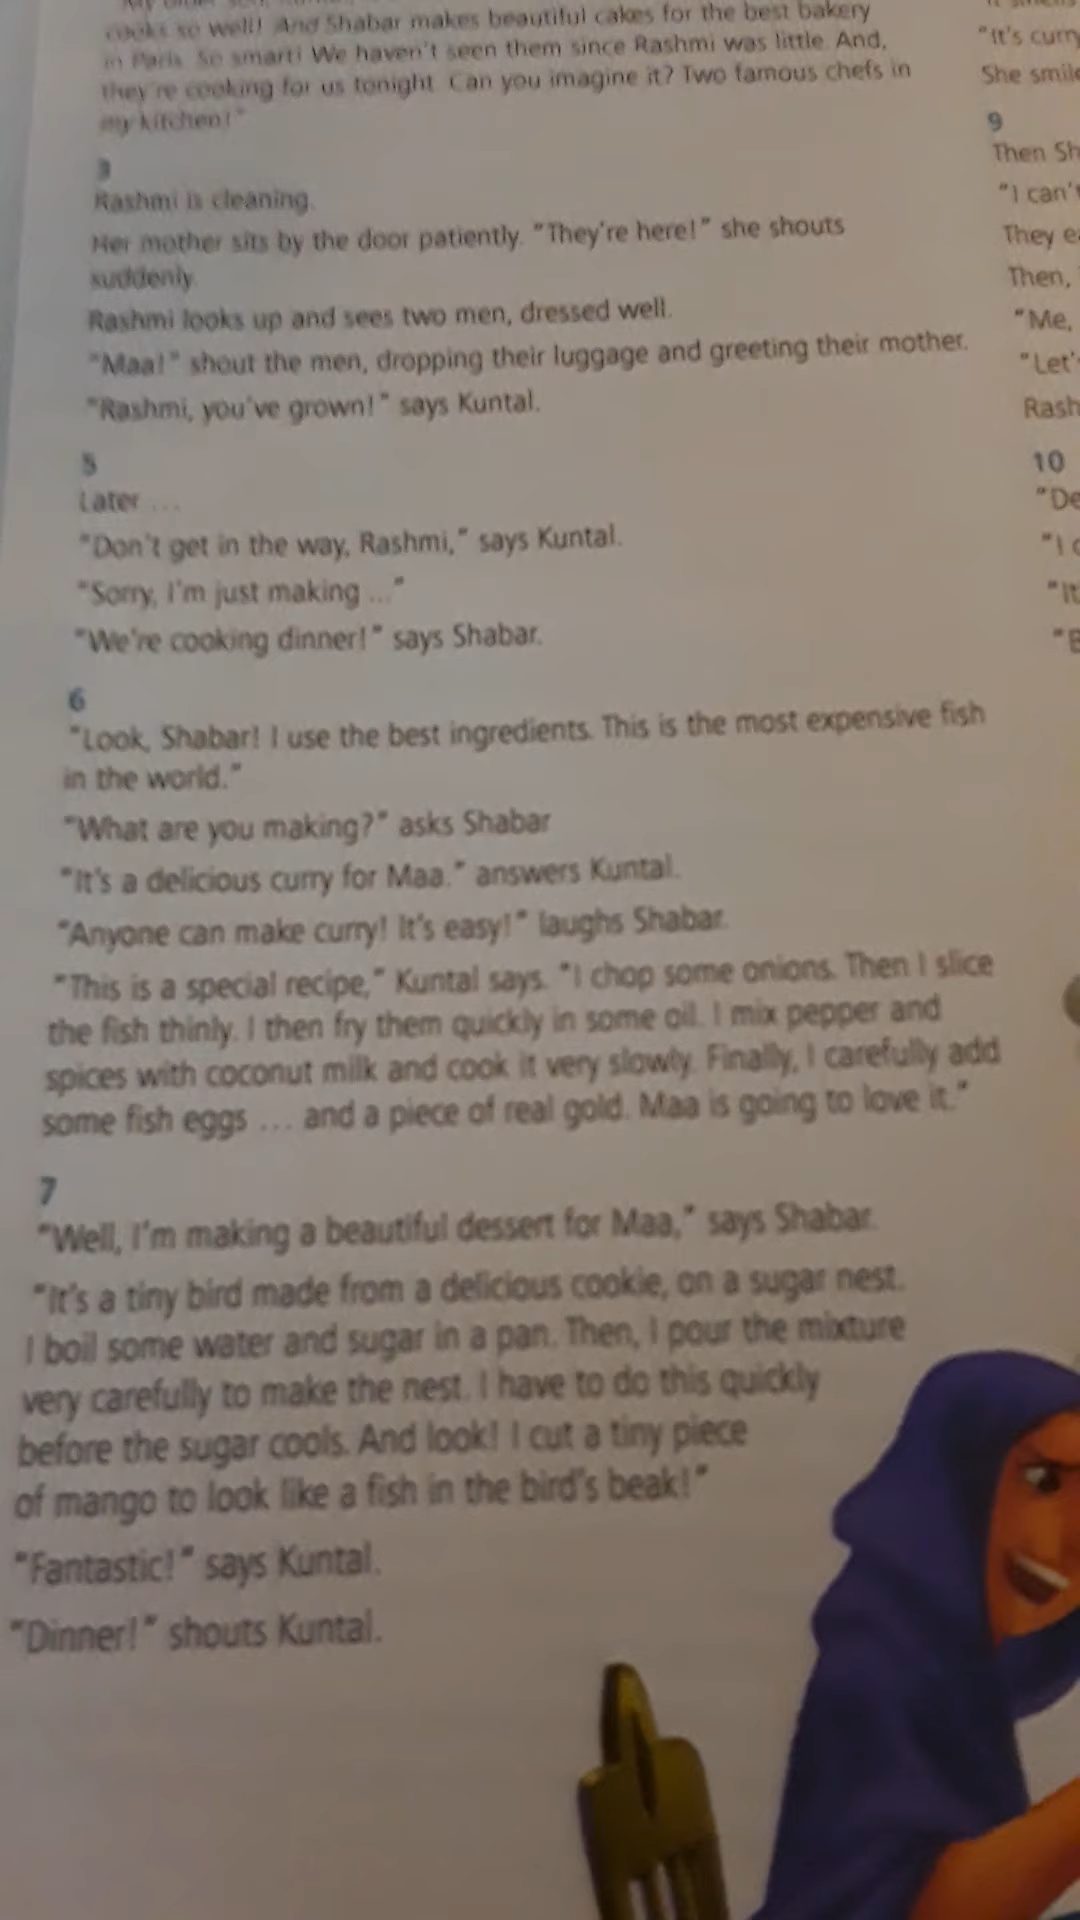 cooks so well! And Shabar makes beautiful cakes for the best bakery
in Paris. So smart! We haven't seen them since Rashmi was little. And,
they're cooking for us tonight. Can you imagine it? Two famous chefs in
my kitchen!"
3
Rashmi is cleaning.
Her mother sits by the door patiently. "They're here!" she shouts
suddenly.
Rashmi looks up and sees two men, dressed well.
"Maa!" shout the men, dropping their luggage and greeting their mother.
"Rashmi, you've grown!" says Kuntal.
5
Later ...
"Don't get in the way, Rashmi," says Kuntal.
"Sorry, I'm just making ..."
"We're cooking dinner!" says Shabar.
6
"Look, Shabar! I use the best ingredients. This is the most expensive fish
in the world."
"What are you making?" asks Shabar
"It's a delicious curry for Maa." answers Kuntal.
"Anyone can make curry! It's easy!" laughs Shabar.
"This is a special recipe," Kuntal says. "I chop some onions. Then I slice
the fish thinly. I then fry them quickly in some oil. I mix pepper and
spices with coconut milk and cook it very slowly. Finally, I carefully add
some fish eggs ... and a piece of real gold. Maa is going to love it."
7
"Well, I'm making a beautiful dessert for Maa," says Shabar.
"It's a tiny bird made from a delicious cookie, on a sugar nest.
I boil some water and sugar in a pan. Then, I pour the mixture
very carefully to make the nest. I have to do this quickly
before the sugar cools. And look! I cut a tiny piece
of mango to look like a fish in the bird's beak!"
"Fantastic!" says Kuntal.
"Dinner!" shouts Kuntal.
"It's curry
She smile
9
Then Sh
"I can't
They ea
Then,
"Me,
"Let's
Rash
10
"De
"I
"It